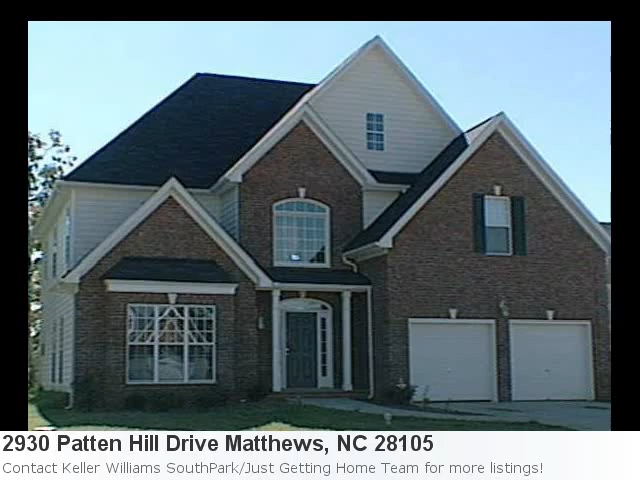 2930 Patten Hill Drive Matthews, NC 28105
Contact Keller Williams SouthPark/Just Getting Home Team for more listings!